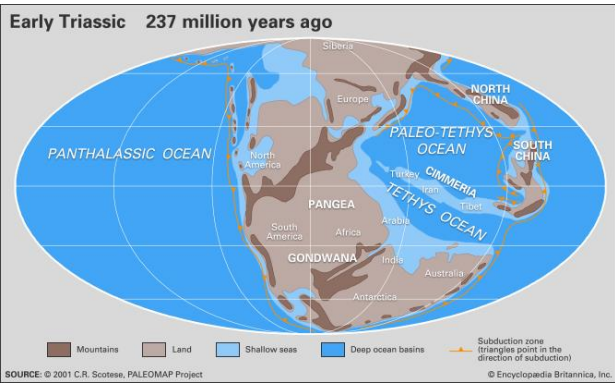 Early Triassic 237 million years ago
Siberia
NORTH
CHINA
Europe
PALEO-TETHYS
OCEAN
SOUTH
CHINA
PANTHALASSIC OCEAN
North
America
Turkey
CIMMERIA
Iran
Tibet
TETHYS OCEAN
PANGEA
Arabia
South
America
Africa
GONDWANA
India
Australia
Antarctica
Mountains
Land
Shallow seas
Deep ocean basins
Subduction zone
(triangles point in the
direction of subduction)
SOURCE: © 2001 C.R. Scotese, PALEOMAP Project
© Encyclopædia Britannica, Inc.